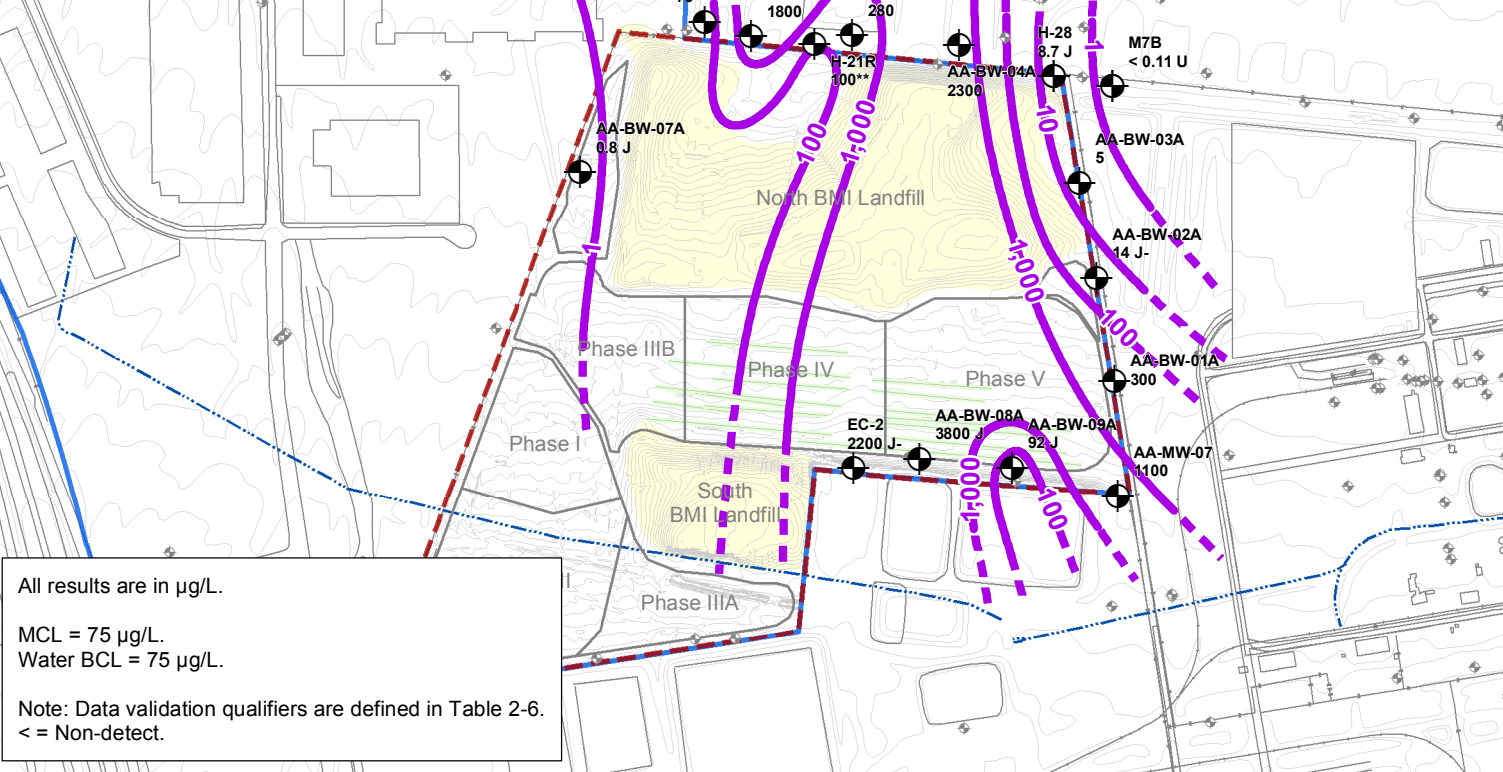 1800
280
H-28
8.7 J
M7B
< 0.11 U
1
H-21R
100**
AA-BW-04A
2300
10
AA-BW-07A
0.8 J
100
1,000
AA-BW-03A
5
North BMI Landfill
AA-BW-02A
14 J-
1
1,000
100
Phase IIIB
Phase IV
Phase V
AA-BW-01A
300
Phase I
EC-2
2200 J-
AA-BW-08A
3800 J
AA-BW-09A
92 J
AA-MW-07
1100
South
BMI Landfill
1,000
100
Phase IIIA
All results are in µg/L.
MCL = 75 µg/L.
Water BCL = 75 µg/L.
Note: Data validation qualifiers are defined in Table 2-6.
< = Non-detect.